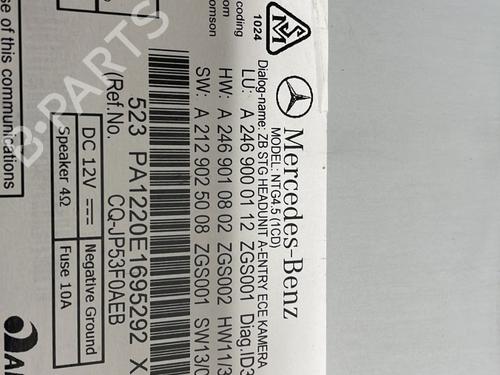 se of this communications
coding
omson
1024
Mercedes-Benz
MODEL: NTG4.5 (1CD)
Dialog-name: ZB STG HEADUNIT A-ENTRY ECE KAMERA
LU: A 246 900 01 12 ZGS001 Diag.ID3
HW: A 246 901 08 02 ZGS002 HW11/3
SW: A 212 902 50 08 ZGS001 SW13/0
523 PA1220E1695292 X
(Ref.No. CQ-JP53F0AEB
DC 12V Negative Ground
Speaker 4Ω Fuse 10A
B-PARTS